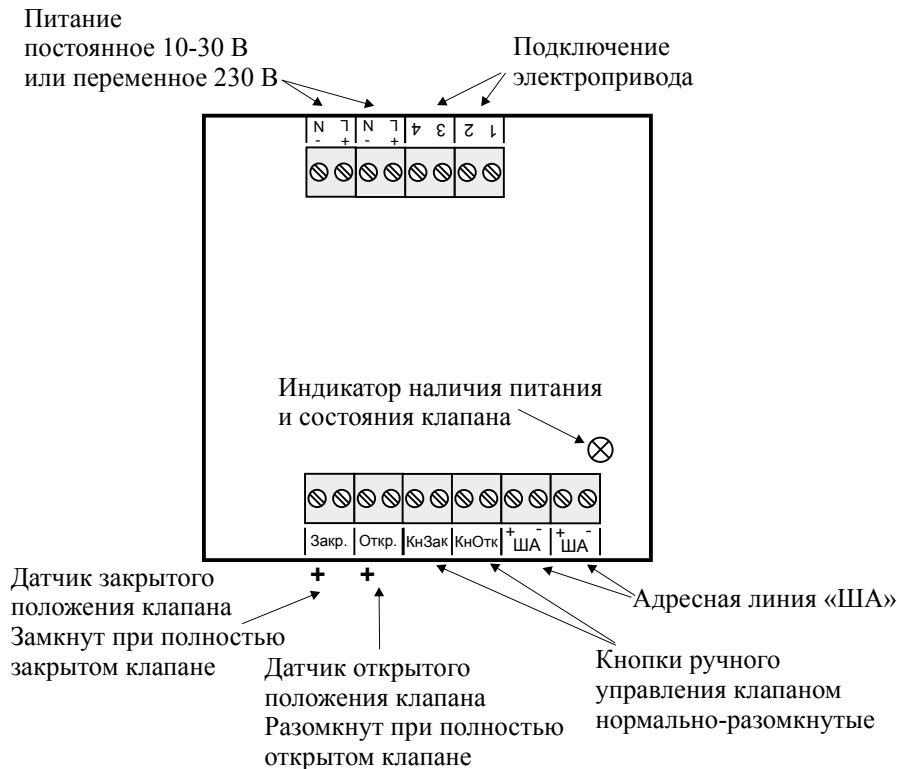 Питание
постоянное 10-30 В
или переменное 230 В
Подключение
электропривода
N L N L 4 3 2 1
- + - +
Индикатор наличия питания
и состояния клапана
+ - + -
Закр. Откр. КнЗак КнОтк ША ША
+ +
Датчик закрытого
положения клапана
Замкнут при полностью
закрытом клапане
Датчик открытого
положения клапана
Разомкнут при полностью
открытом клапане
Адресная линия «ША»
Кнопки ручного
управления клапаном
нормально-разомкнутые